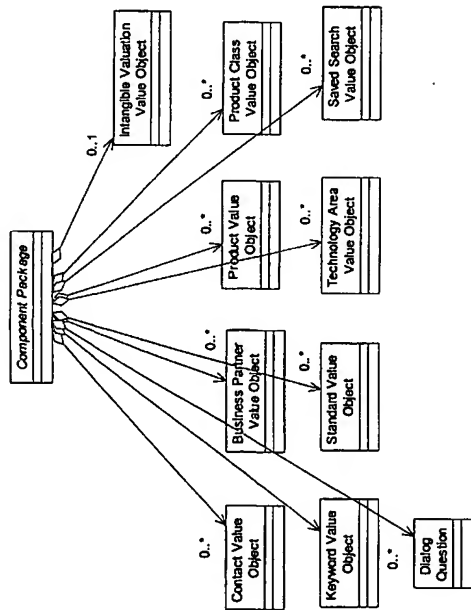 Component Package
0..1
Intangible Valuation
Value Object
0..*
Contact Value
Object
0..*
Business Partner
Value Object
0..*
Product Value
Object
0..*
Product Class
Value Object
0..*
Keyword Value
Object
0..*
Standard Value
Object
0..*
Technology Area
Value Object
0..*
Saved Search
Value Object
Dialog
Question